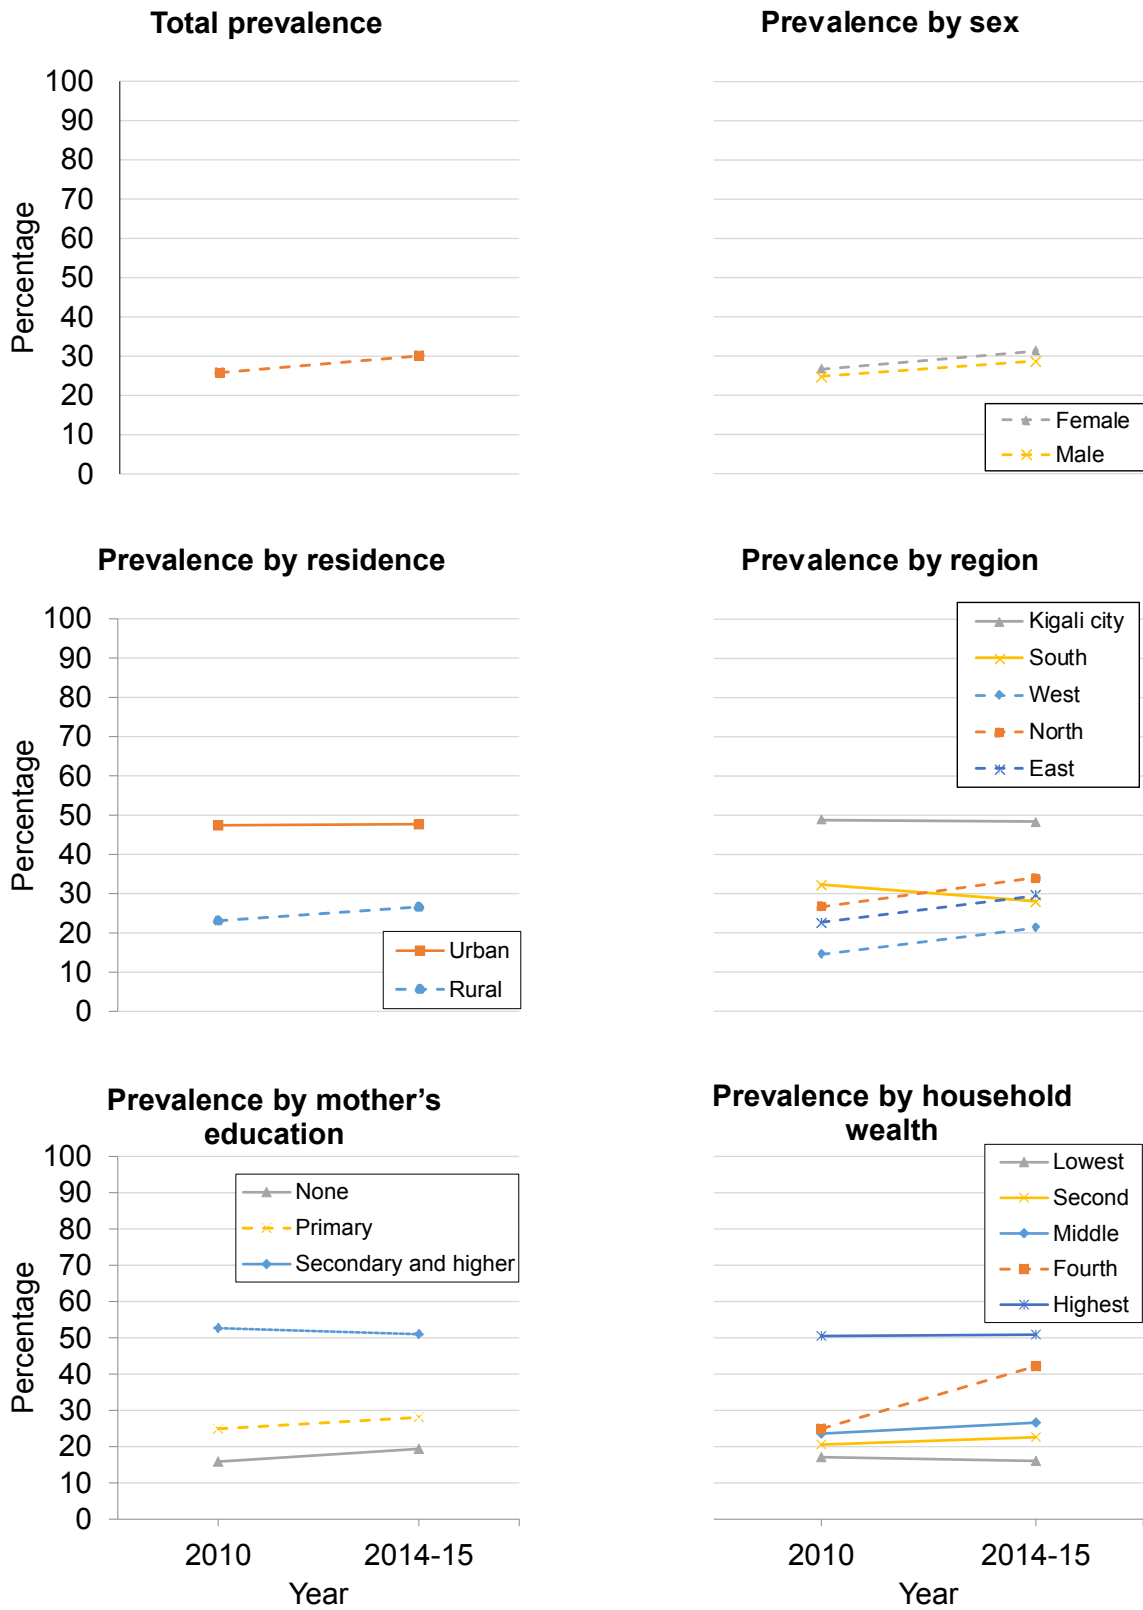 Total prevalence
Percentage
100
90
80
70
60
50
40
30
20
10
0
Prevalence by sex
Female
Male
Prevalence by residence
Percentage
100
90
80
70
60
50
40
30
20
10
0
Urban
Rural
Prevalence by region
Kigali city
South
West
North
East
Prevalence by mother’s
education
Percentage
100
90
80
70
60
50
40
30
20
10
0
None
Primary
Secondary and higher
2010
2014-15
Year
Prevalence by household
wealth
Lowest
Second
Middle
Fourth
Highest
2010
2014-15
Year